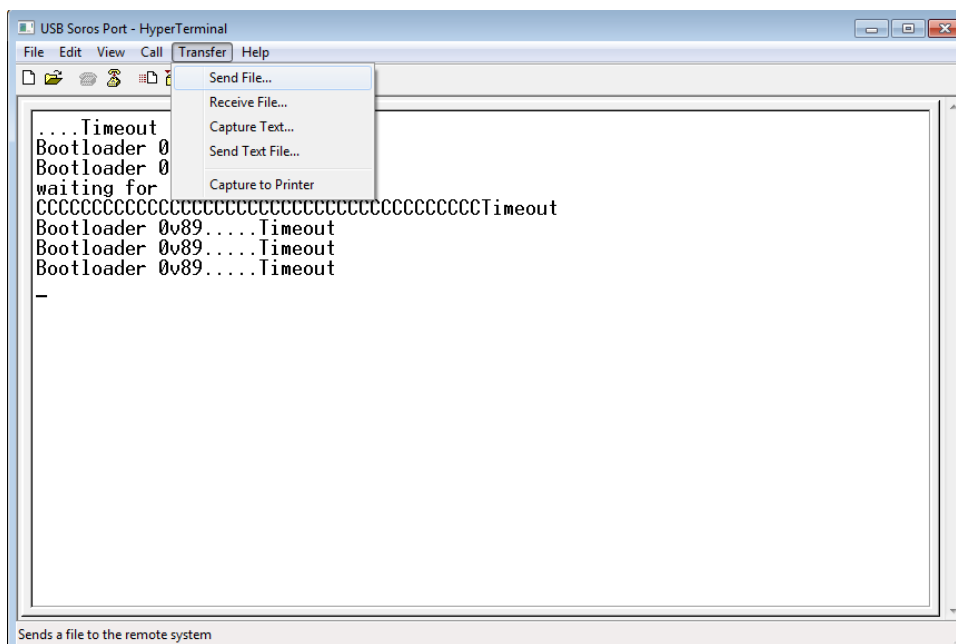 USB Soros Port - HyperTerminal
File Edit View Call Transfer Help
Send File...
Receive File...
Capture Text...
Send Text File...
Capture to Printer
....Timeout
Bootloader 0
Bootloader 0
waiting for
CCCCCCCCCCCCCCCCCCCCCCCCCCCCCCCCCCCCCCCCTimeout
Bootloader 0v89.....Timeout
Bootloader 0v89.....Timeout
Bootloader 0v89.....Timeout
Sends a file to the remote system